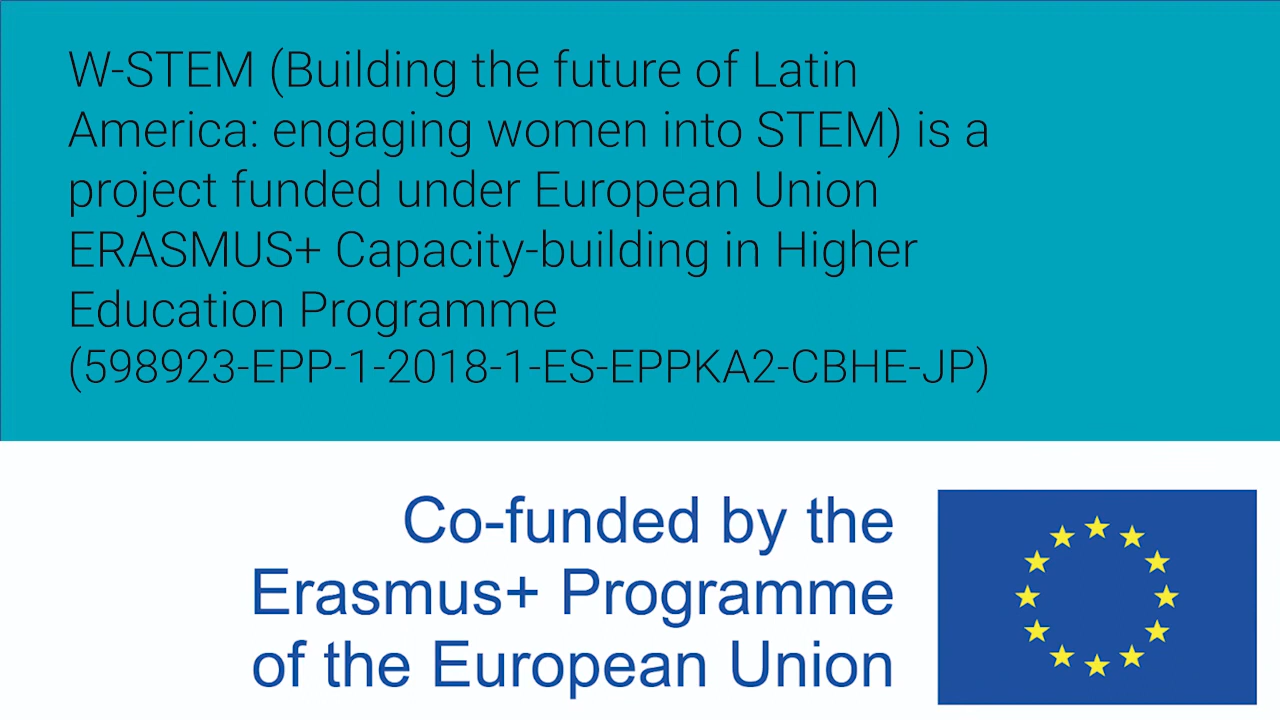 W-STEM (Building the future of Latin
America: engaging women into STEM) is a
project funded under European Union
ERASMUS+ Capacity-building in Higher
Education Programme
(598923-EPP-1-2018-1-ES-EPPKA2-CBHE-JP)
Co-funded by the
Erasmus+ Programme
of the European Union